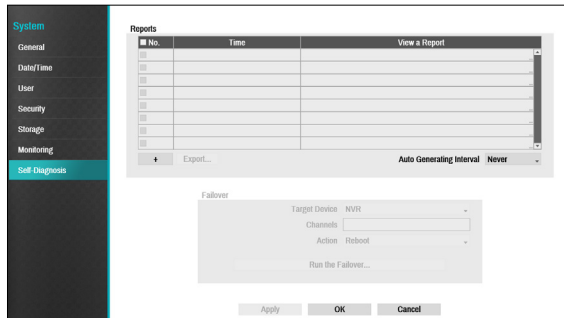 System
General
Date/Time
User
Security
Storage
Monitoring
Self-Diagnosis
Reports
No. Time View a Report
+ Export... Auto Generating Interval Never
Failover
Target Device NVR
Channels
Action Reboot
Run the Failover...
Apply OK Cancel